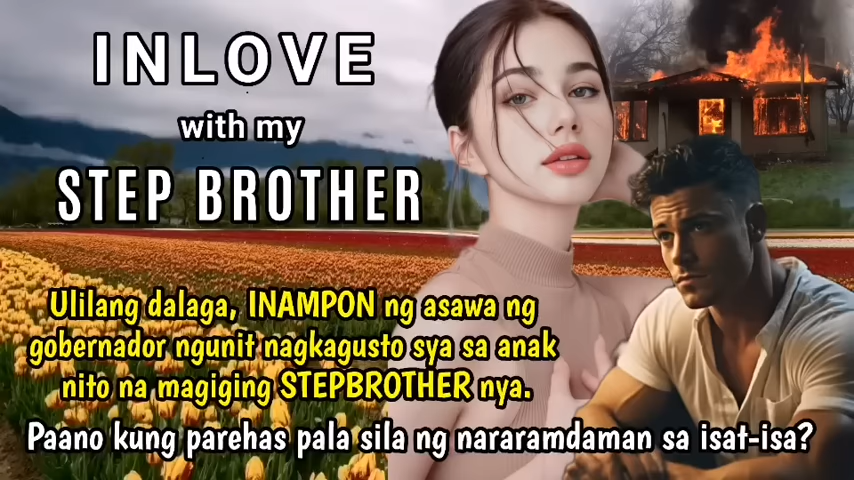 INLOVE
with my
STEP BROTHER
Ulilang dalaga, INAMPON ng asawa ng
gobernador ngunit nagkagusto sya sa anak
nito na magiging STEPBROTHER nya.
Paano kung parehas pala sila ng nararamdaman sa isat-isa?